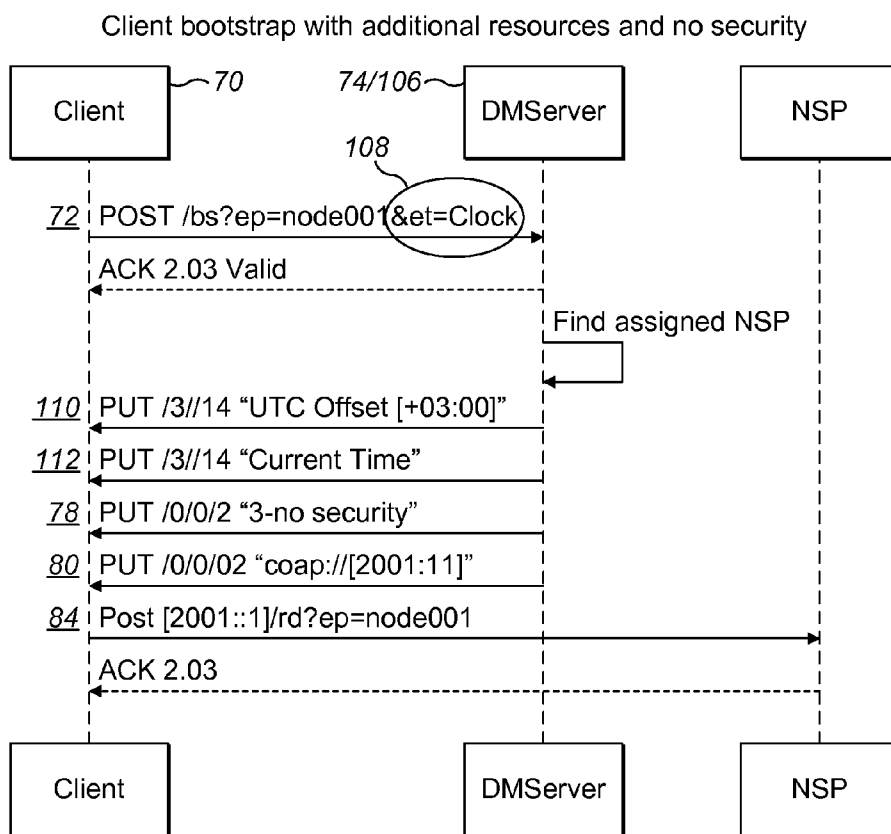 Client bootstrap with additional resources and no security
70
74/106
Client
DMServer
NSP
108
72 POST /bs?ep=node001&et=Clock
ACK 2.03 Valid
Find assigned NSP
110 PUT /3//14 “UTC Offset [+03:00]”
112 PUT /3//14 “Current Time”
78 PUT /0/0/2 “3-no security”
80 PUT /0/0/02 “coap://[2001:11]”
84 Post [2001::1]/rd?ep=node001
ACK 2.03
Client
DMServer
NSP